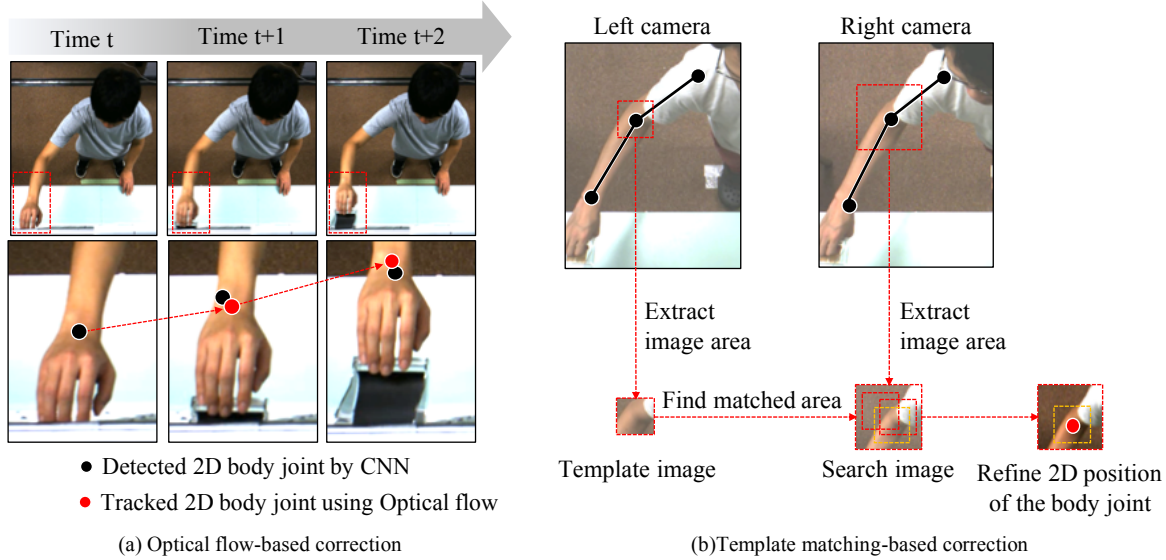 Time t
Time t+1
Time t+2
Detected 2D body joint by CNN
Tracked 2D body joint using Optical flow
(a) Optical flow-based correction
Left camera
Right camera
Extract
image area
Extract
image area
Find matched area
Template image
Search image
Refine 2D position
of the body joint
(b)Template matching-based correction